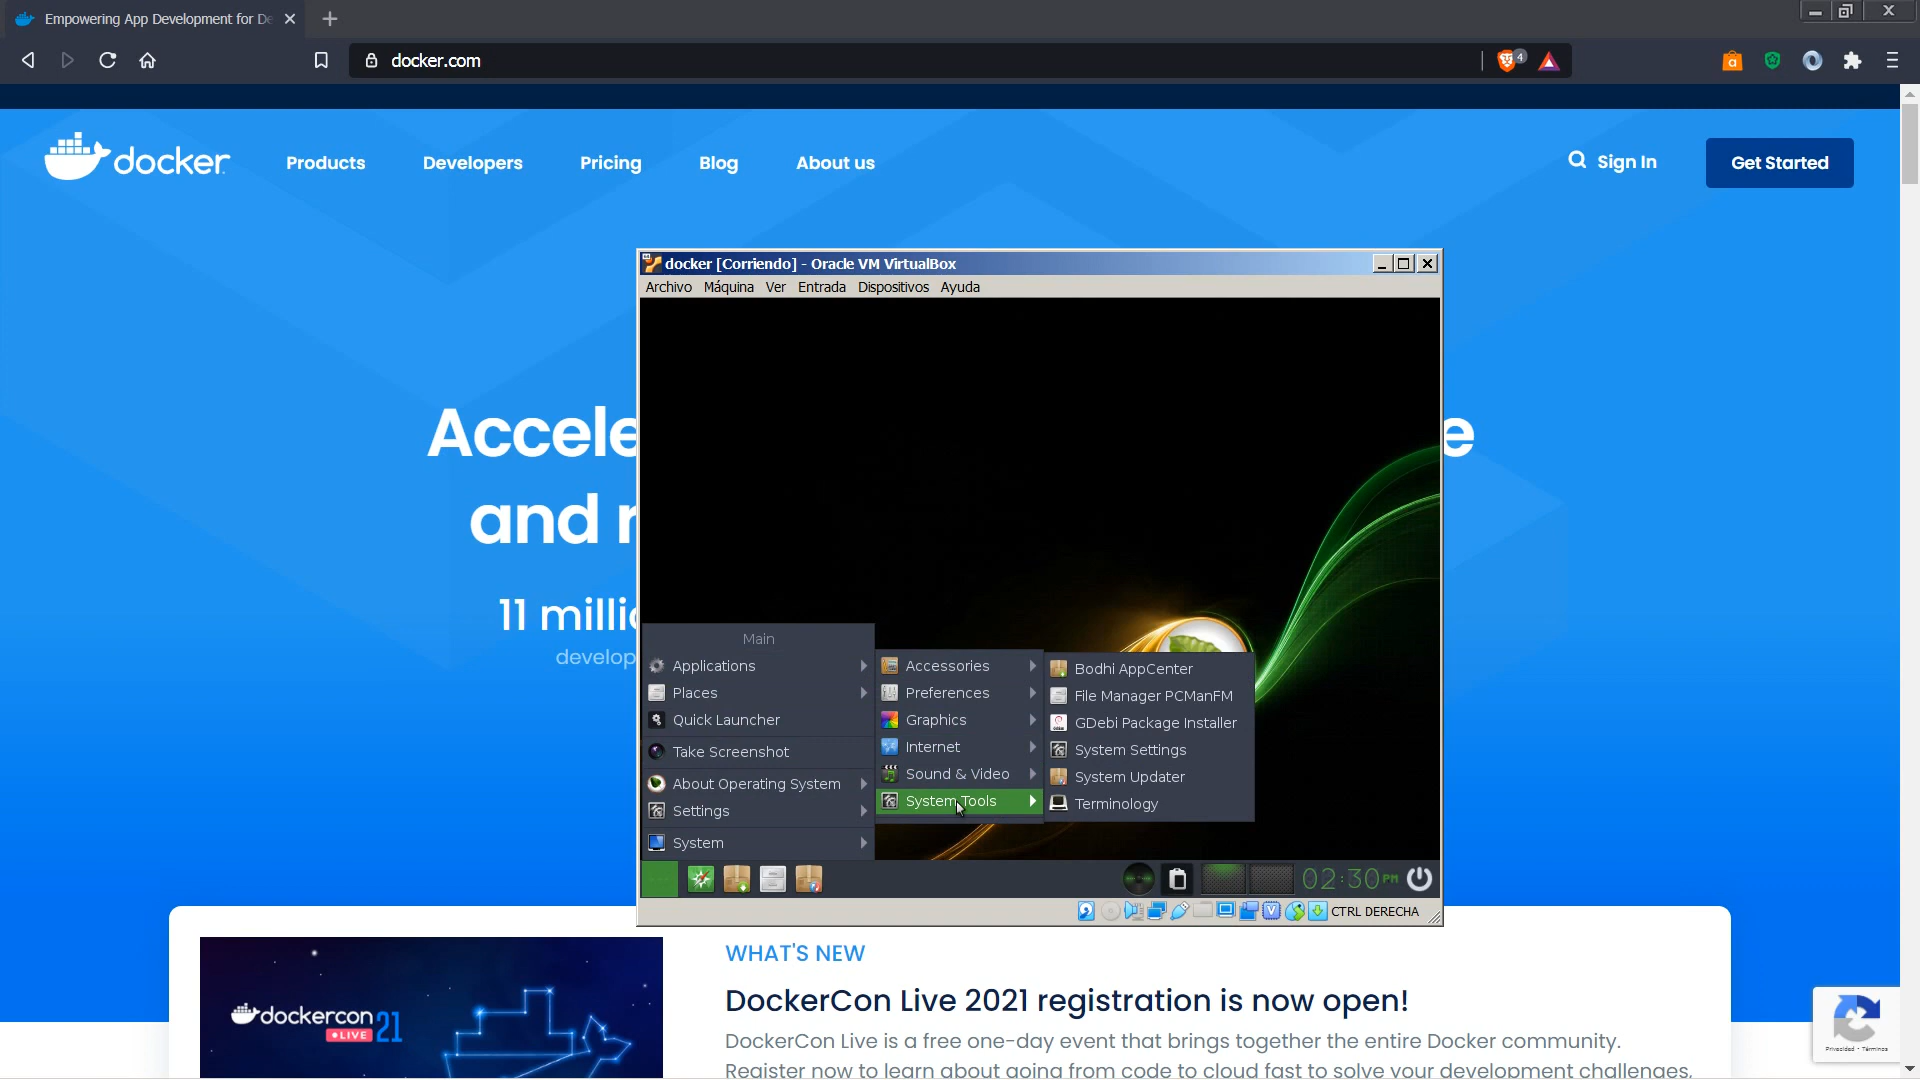 Empowering App Development for De
docker.com
4
docker
Products
Developers
Pricing
Blog
About us
Sign In
Get Started
Accele
e
and r
11 millio
develop
docker [Corriendo] - Oracle VM VirtualBox
Archivo Máquina Ver Entrada Dispositivos Ayuda
Main
Applications
Places
Quick Launcher
Take Screenshot
About Operating System
Settings
System
Accessories
Preferences
Graphics
Internet
Sound & Video
System Tools
Bodhi AppCenter
File Manager PCManFM
GDebi Package Installer
System Settings
System Updater
Terminology
02:30 PM
CTRL DERECHA
dockercon
LIVE
21
WHAT'S NEW
DockerCon Live 2021 registration is now open!
DockerCon Live is a free one-day event that brings together the entire Docker community.
Register now to learn about going from code to cloud fast to solve your development challenges,
Privacidad - Términos